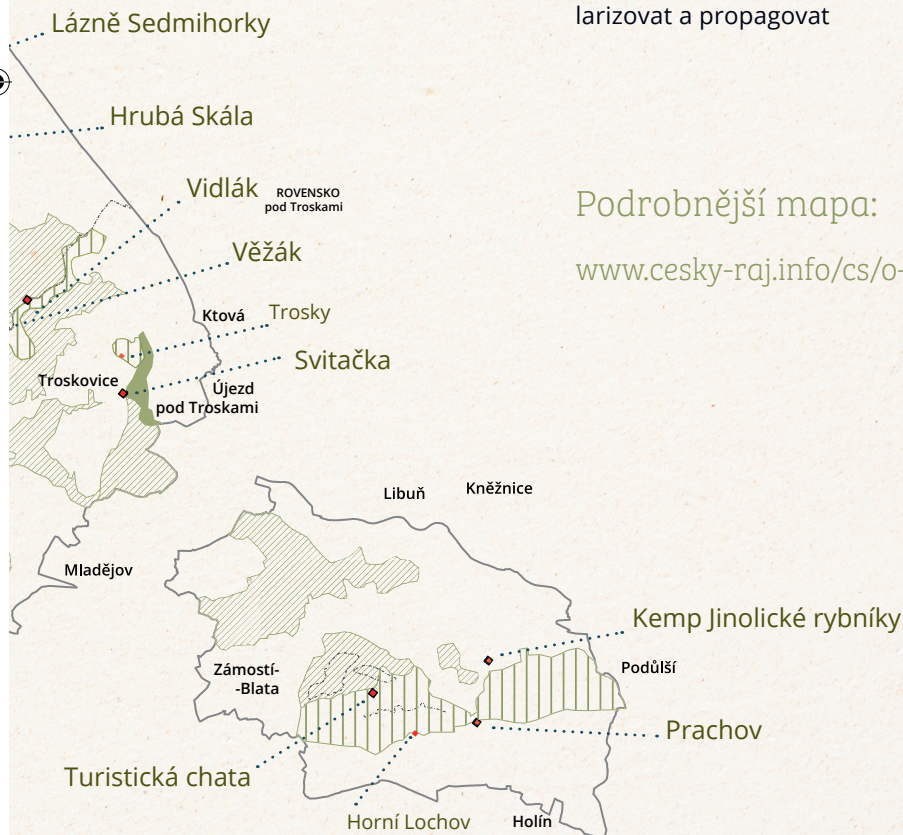 Lázně Sedmihorky
larizovat a propagovat
Hrubá Skála
Vidlák
ROVENSKO
pod Troskami
Podrobnější mapa:
Věžák
www.cesky-raj.info/cs/o-
Ktová
Trosky
Svitačka
Troskovice
Újezd
pod Troskami
Libuň
Kněžnice
Mladějov
Kemp Jinolické rybníky
Zámostí-
-Blata
Podůlší
Prachov
Turistická chata
Horní Lochov
Holín